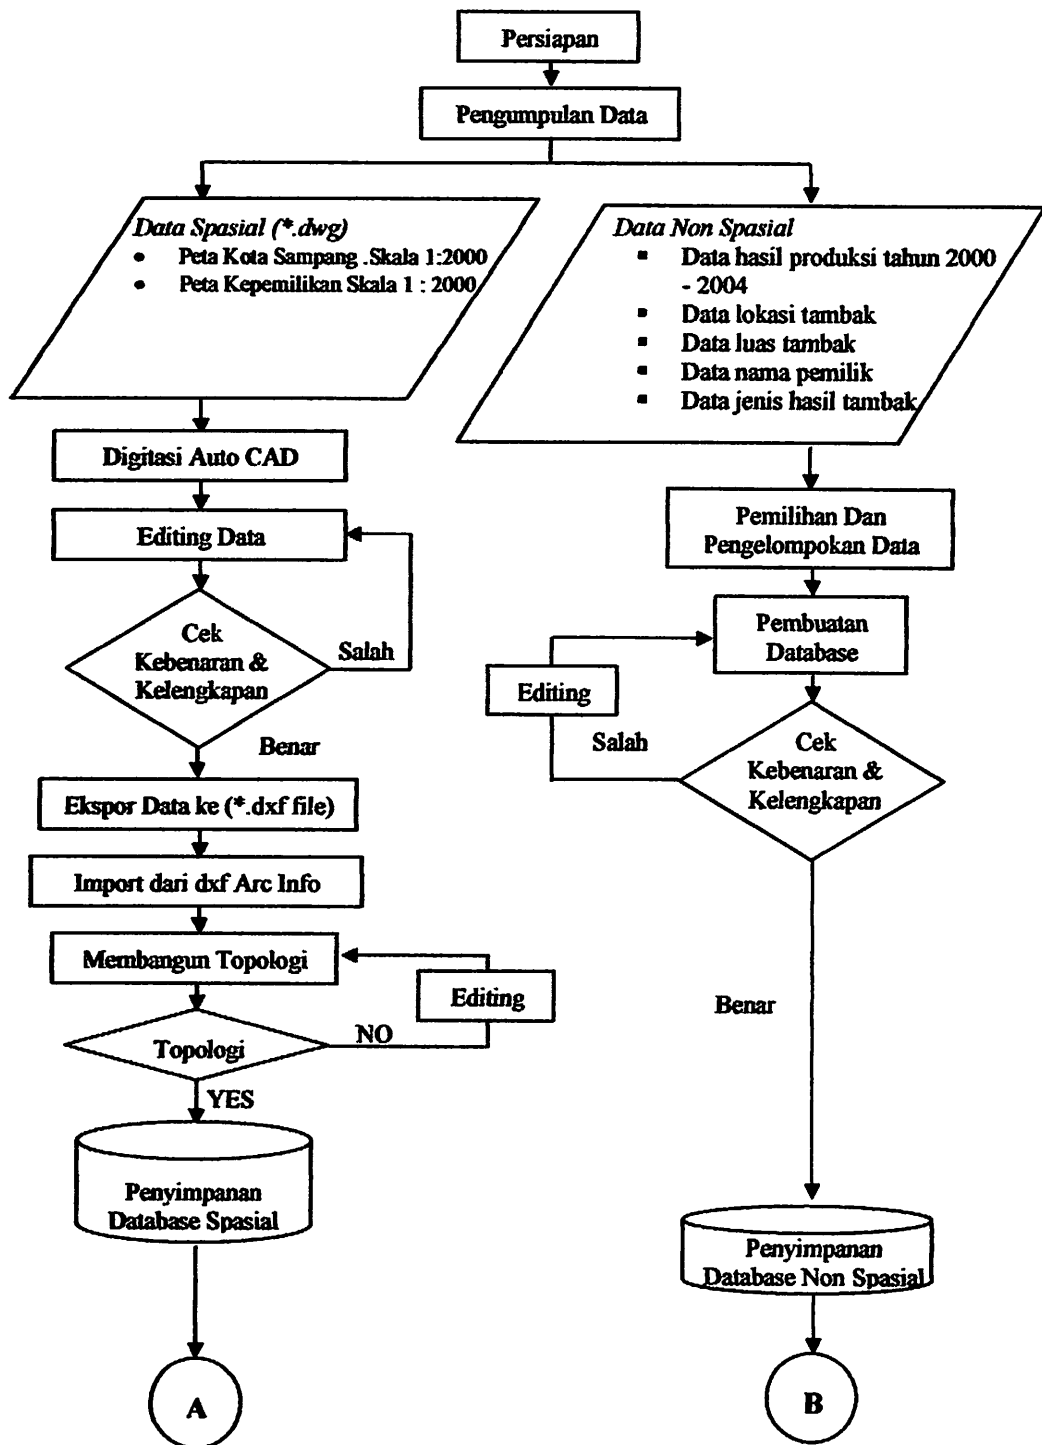 Persiapan
Pengumpulan Data
Data Spasial (*.dwg)
• Peta Kota Sampang .Skala 1:2000
• Peta Kepemilikan Skala 1 : 2000
Digitasi Auto CAD
Editing Data
Cek
Kebenaran &
Kelengkapan
Salah
Benar
Ekspor Data ke (*.dxf file)
Import dari dxf Arc Info
Membangun Topologi
Editing
Topologi
NO
YES
Penyimpanan
Database Spasial
A
Data Non Spasial
▪ Data hasil produksi tahun 2000
- 2004
▪ Data lokasi tambak
▪ Data luas tambak
▪ Data nama pemilik
▪ Data jenis hasil tambak
Pemilihan Dan
Pengelompokan Data
Pembuatan
Database
Editing
Salah
Cek
Kebenaran &
Kelengkapan
Benar
Penyimpanan
Database Non Spasial
B